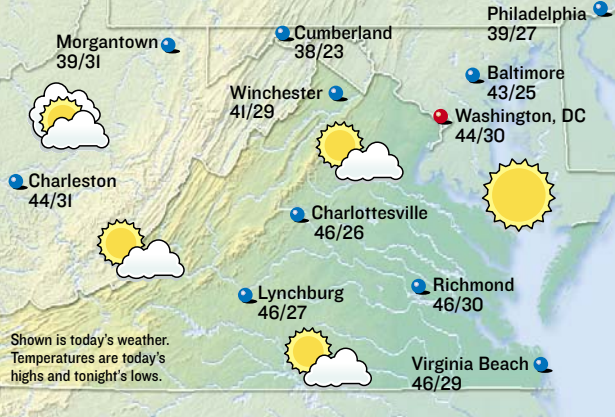 Philadelphia
39/27
Cumberland
38/23
Morgantown
39/31
Baltimore
43/25
Winchester
41/29
Washington, DC
44/30
Charleston
44/31
Charlottesville
46/26
Richmond
46/30
Lynchburg
46/27
Shown is today's weather.
Temperatures are today's
highs and tonight's lows.
Virginia Beach
46/29